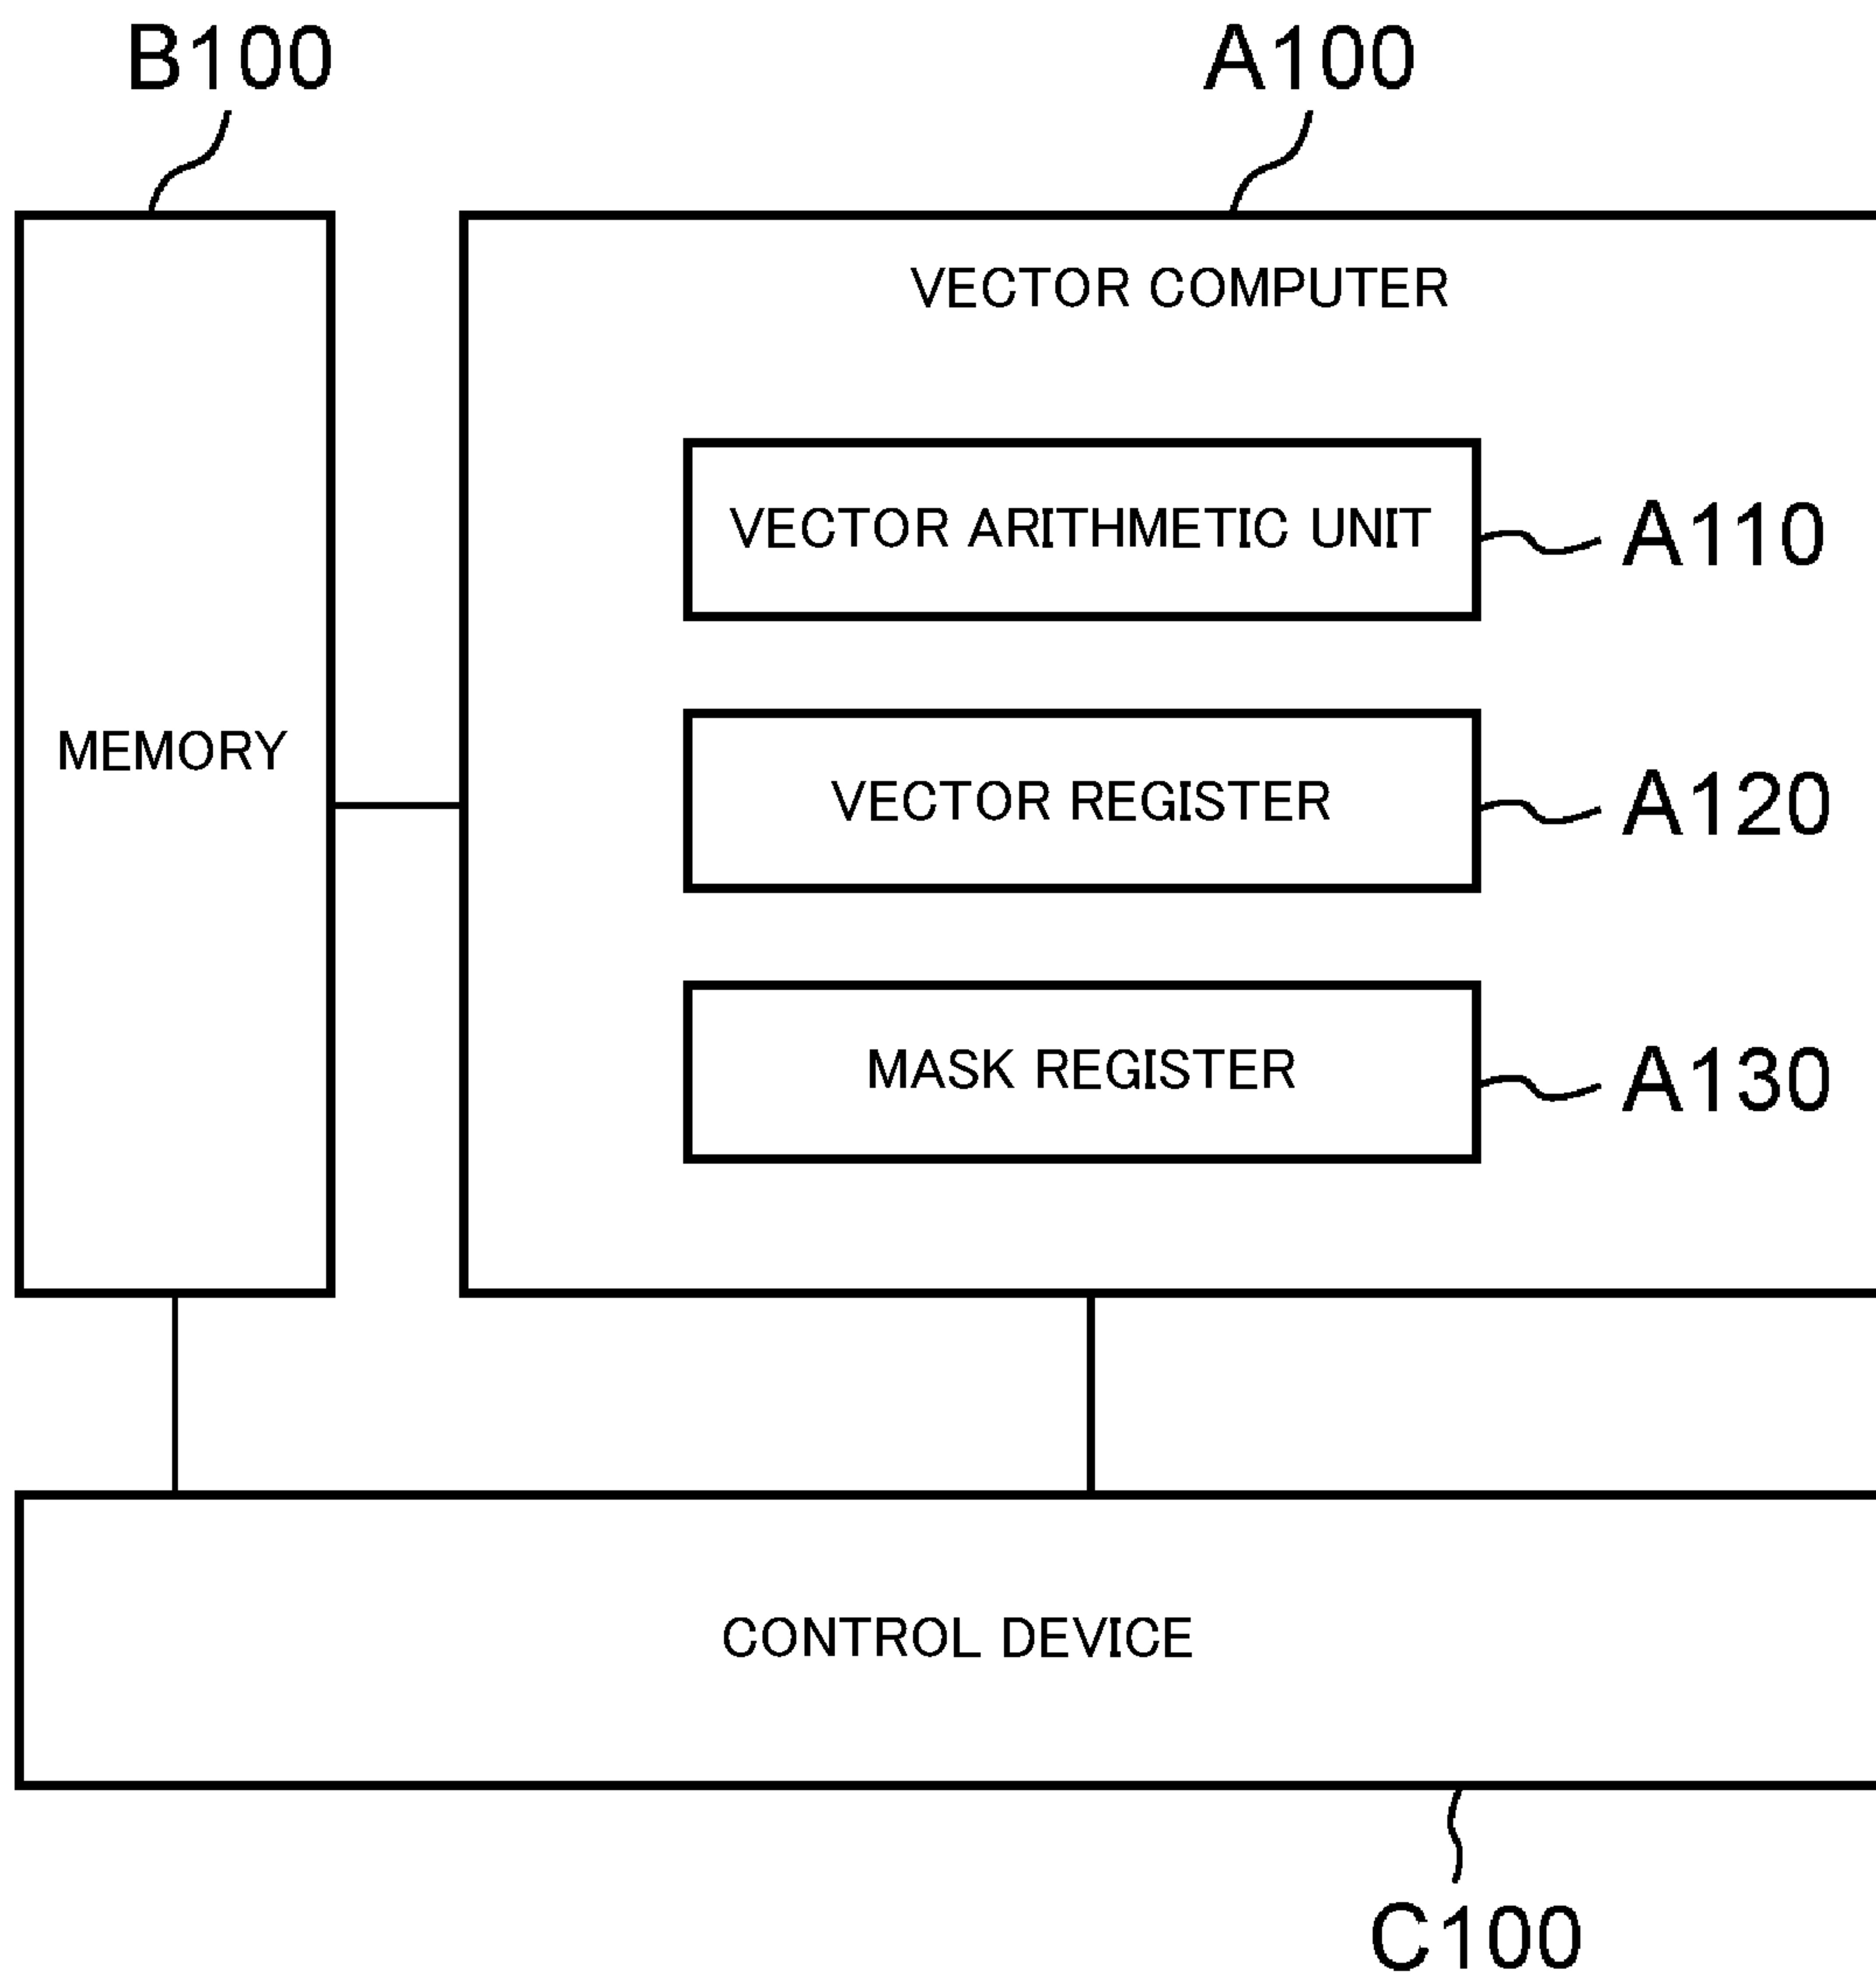 B100
A100
VECTOR COMPUTER
VECTOR ARITHMETIC UNIT
A110
MEMORY
VECTOR REGISTER
A120
MASK REGISTER
A130
CONTROL DEVICE
C100